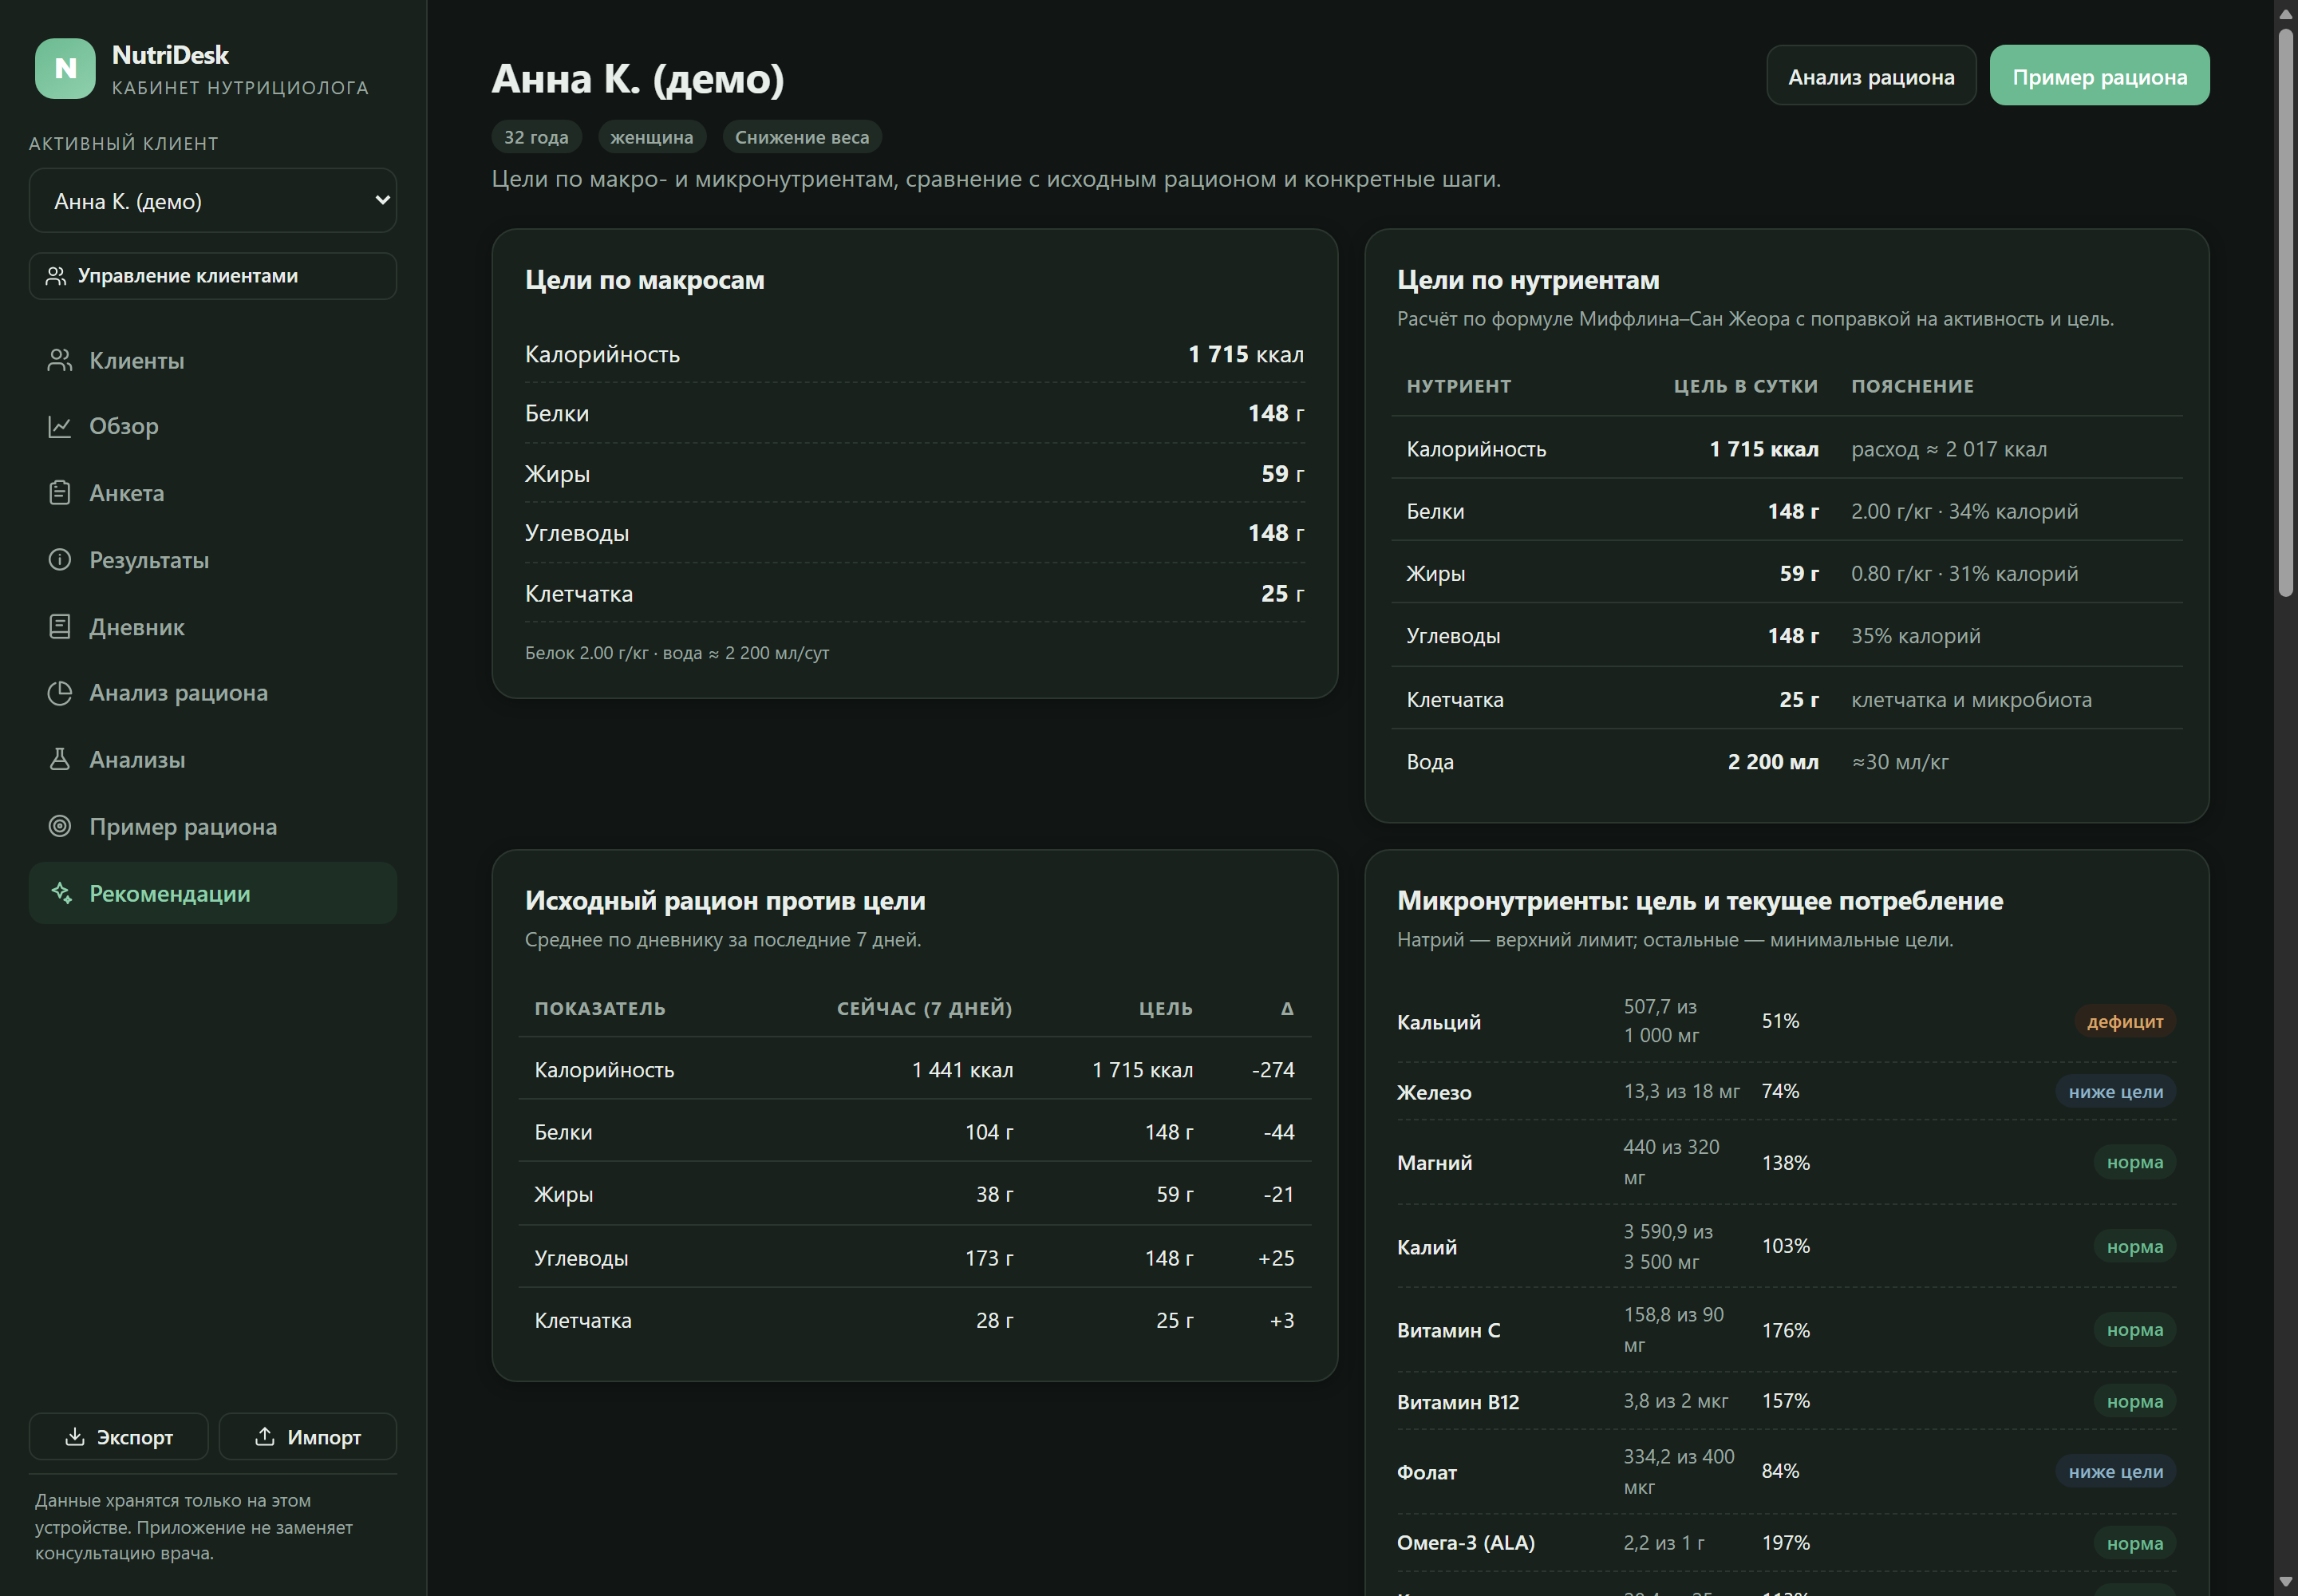 N
NutriDesk
КАБИНЕТ НУТРИЦИОЛОГА
АКТИВНЫЙ КЛИЕНТ
Анна К. (демо)
Управление клиентами
Клиенты
Обзор
Анкета
Результаты
Дневник
Анализ рациона
Анализы
Пример рациона
Рекомендации
Экспорт
Импорт
Данные хранятся только на этом
устройстве. Приложение не заменяет
консультацию врача.
Анна К. (демо)
Анализ рациона
Пример рациона
32 года
женщина
Снижение веса
Цели по макро- и микронутриентам, сравнение с исходным рационом и конкретные шаги.
Цели по макросам
Калорийность 1 715 ккал
Белки 148 г
Жиры 59 г
Углеводы 148 г
Клетчатка 25 г
Белок 2.00 г/кг · вода ≈ 2 200 мл/сут
Цели по нутриентам
Расчёт по формуле Миффлина–Сан Жеора с поправкой на активность и цель.
НУТРИЕНТ ЦЕЛЬ В СУТКИ ПОЯСНЕНИЕ
Калорийность 1 715 ккал расход ≈ 2 017 ккал
Белки 148 г 2.00 г/кг · 34% калорий
Жиры 59 г 0.80 г/кг · 31% калорий
Углеводы 148 г 35% калорий
Клетчатка 25 г клетчатка и микробиота
Вода 2 200 мл ≈30 мл/кг
Исходный рацион против цели
Среднее по дневнику за последние 7 дней.
ПОКАЗАТЕЛЬ СЕЙЧАС (7 ДНЕЙ) ЦЕЛЬ Δ
Калорийность 1 441 ккал 1 715 ккал -274
Белки 104 г 148 г -44
Жиры 38 г 59 г -21
Углеводы 173 г 148 г +25
Клетчатка 28 г 25 г +3
Микронутриенты: цель и текущее потребление
Натрий — верхний лимит; остальные — минимальные цели.
Кальций 507,7 из
1 000 мг 51% дефицит
Железо 13,3 из 18 мг 74% ниже цели
Магний 440 из 320
мг 138% норма
Калий 3 590,9 из
3 500 мг 103% норма
Витамин C 158,8 из 90
мг 176% норма
Витамин B12 3,8 из 2 мкг 157% норма
Фолат 334,2 из 400
мкг 84% ниже цели
Омега-3 (ALA) 2,2 из 1 г 197% норма